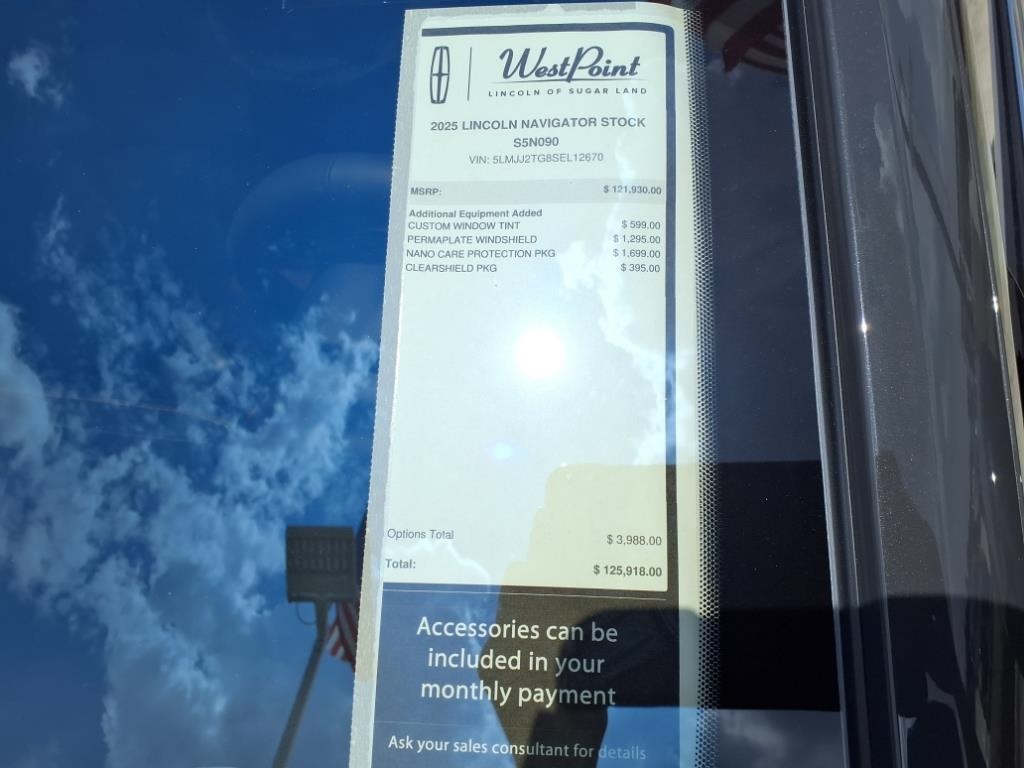 WestPoint
LINCOLN OF SUGAR LAND
2025 LINCOLN NAVIGATOR STOCK
S5N090
VIN: 5LMJJ2TG8SEL12670
MSRP: $ 121,930.00
Additional Equipment Added
CUSTOM WINDOW TINT $ 599.00
PERMAPLATE WINDSHIELD $ 1,295.00
NANO CARE PROTECTION PKG $ 1,699.00
CLEARSHIELD PKG $ 395.00
Options Total $ 3,988.00
Total: $ 125,918.00
Accessories can be
included in your
monthly payment
Ask your sales consultant for details